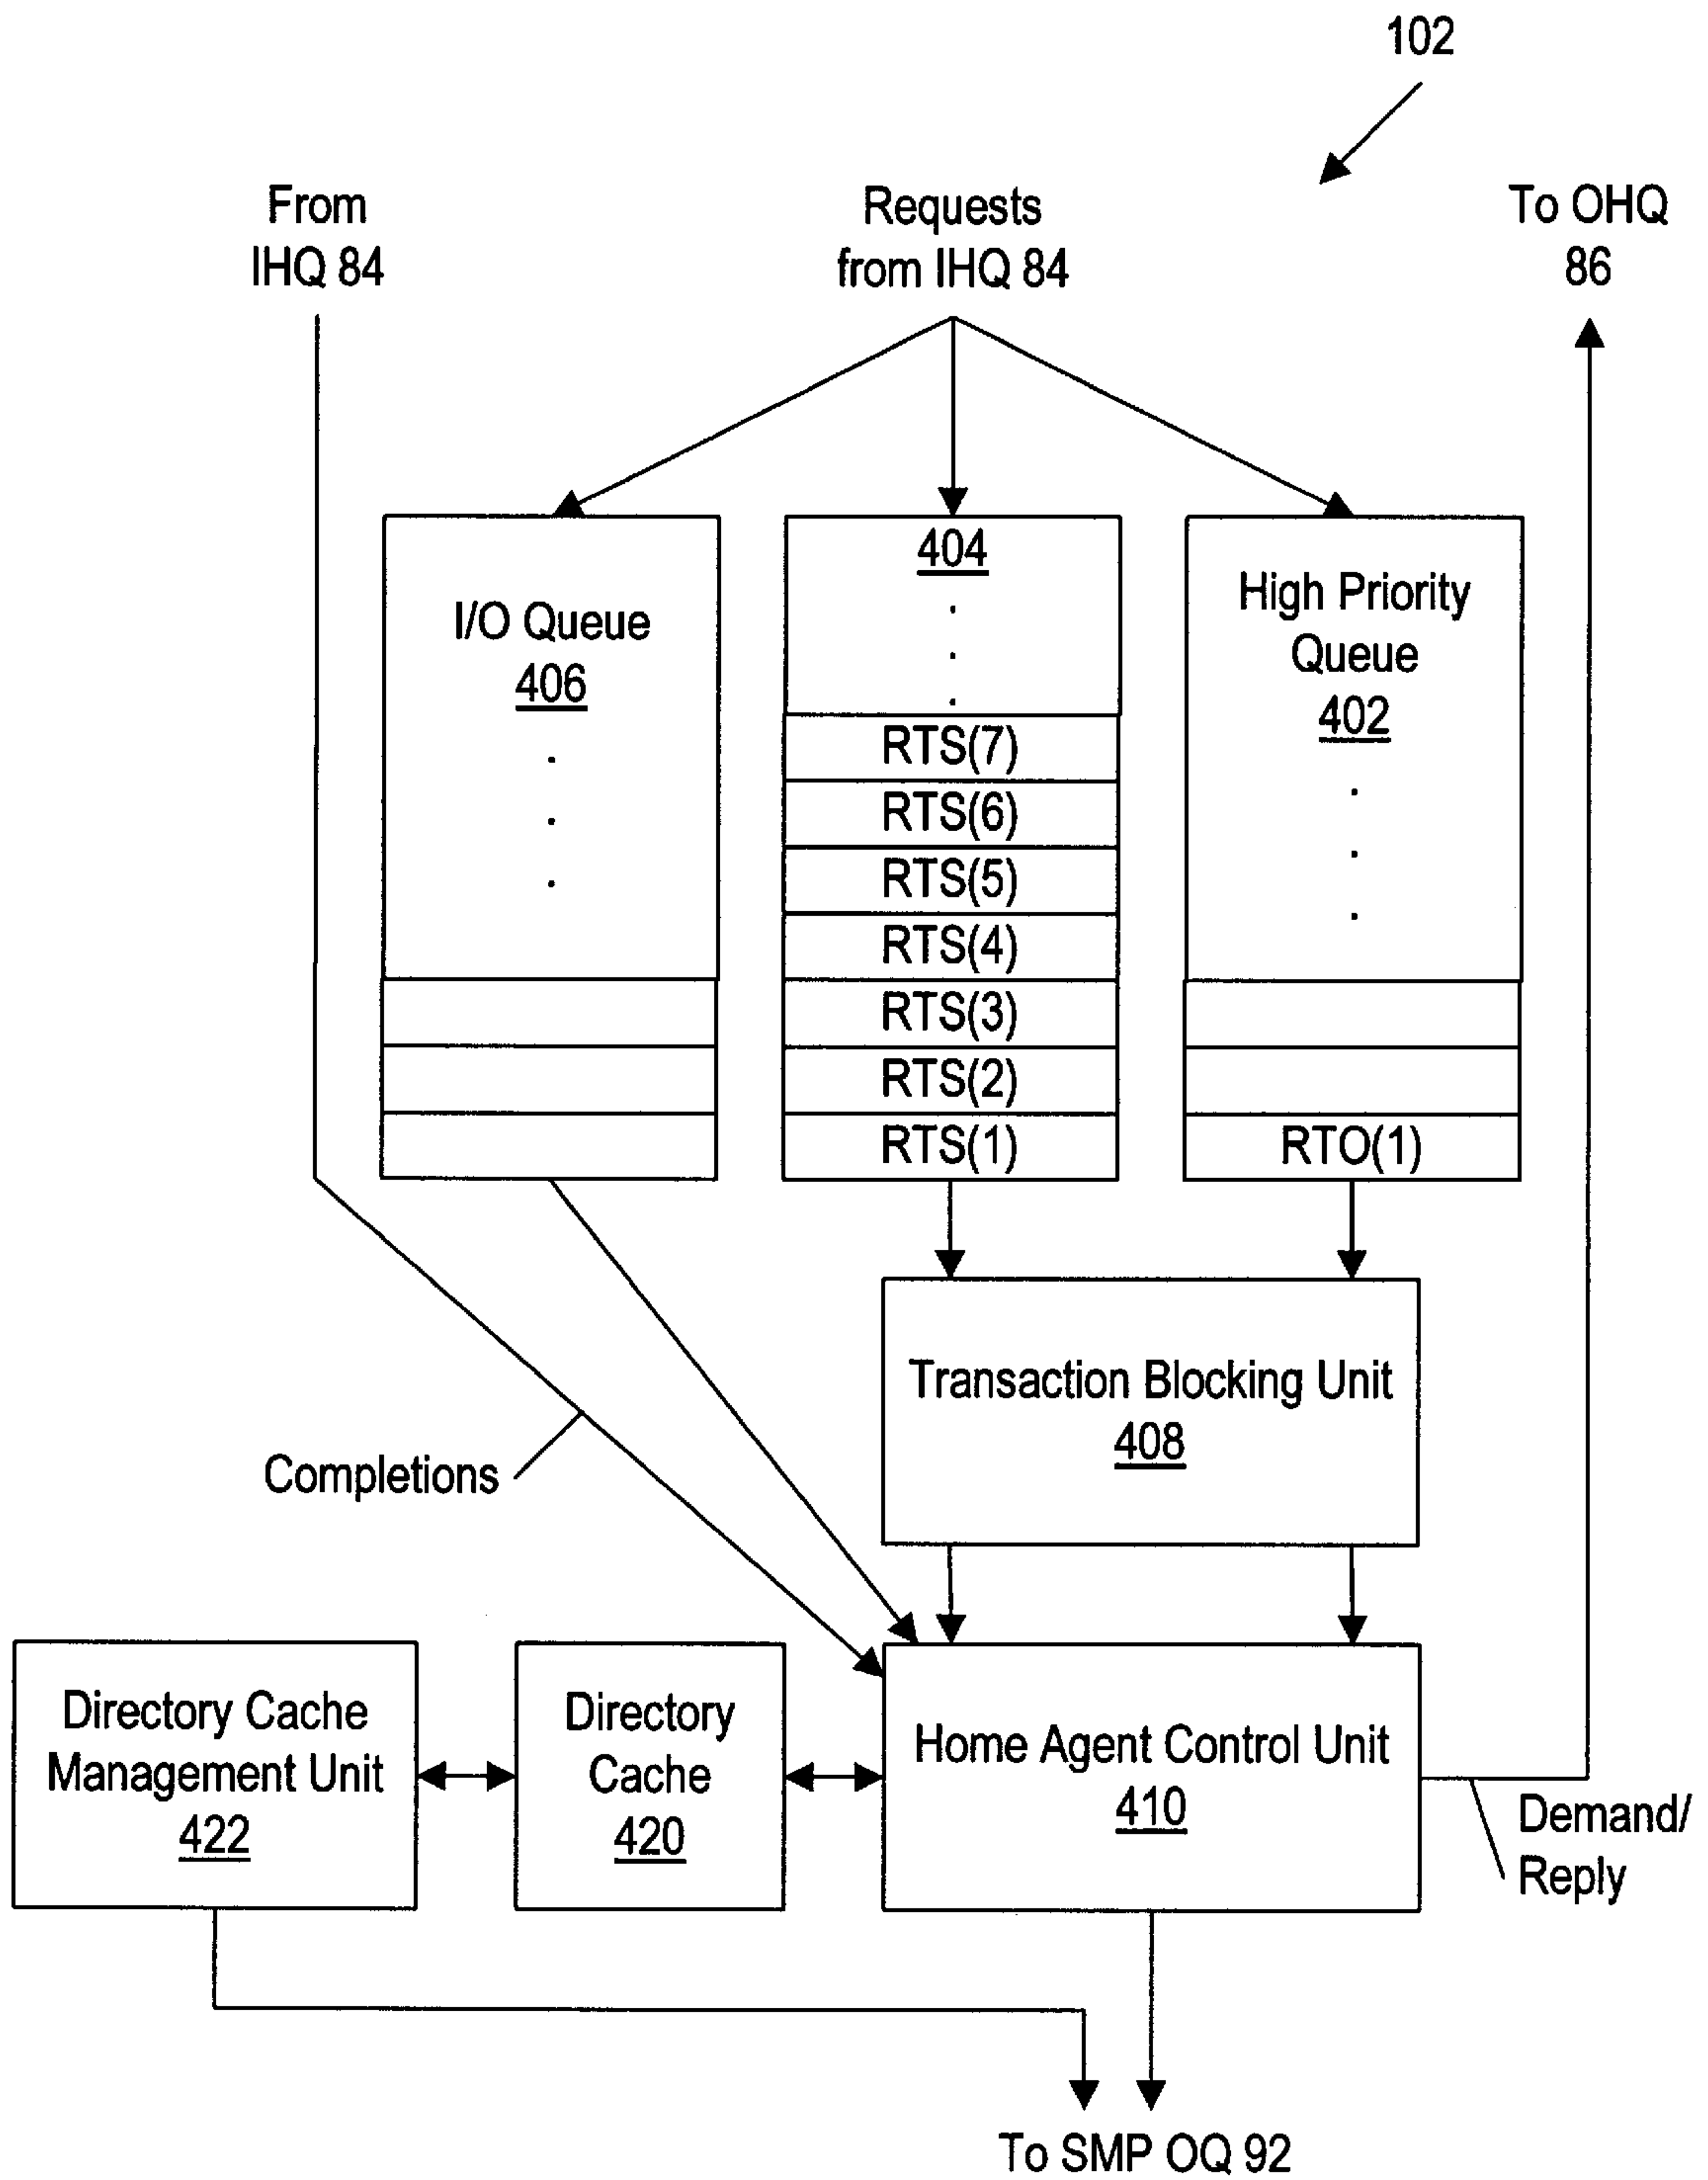 102
From
IHQ 84
Requests
from IHQ 84
To OHQ
86
I/O Queue
406
.
.
.
404
.
.
.
RTS(7)
RTS(6)
RTS(5)
RTS(4)
RTS(3)
RTS(2)
RTS(1)
High Priority
Queue
402
.
.
.
RTO(1)
Transaction Blocking Unit
408
Completions
Directory Cache
Management Unit
422
Directory
Cache
420
Home Agent Control Unit
410
Demand/
Reply
To SMP OQ 92